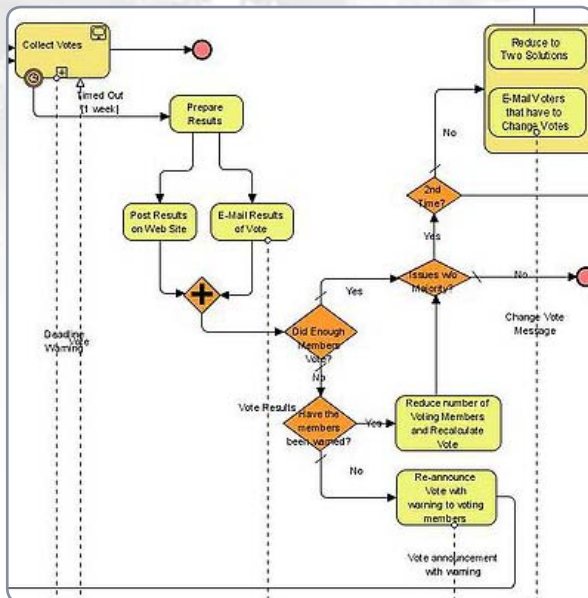 Collect Votes
Timed Out
[1 week]
Prepare
Results
Post Results
on Web Site
E-Mail Results
of Vote
Deadline
Warning
Vote
Did Enough
Members
Vote?
Yes
No
Vote Results
Have the
members
been warned?
Yes
No
Reduce number of
Voting Members
and Recalculate
Vote
Re-announce
Vote with
warning to voting
members
Vote announcement
with warning
Issues w/o
Majority?
Yes
No
2nd
Time?
No
Reduce to
Two Solutions
E-Mail Voters
that have to
Change Votes
Change Vote
Message